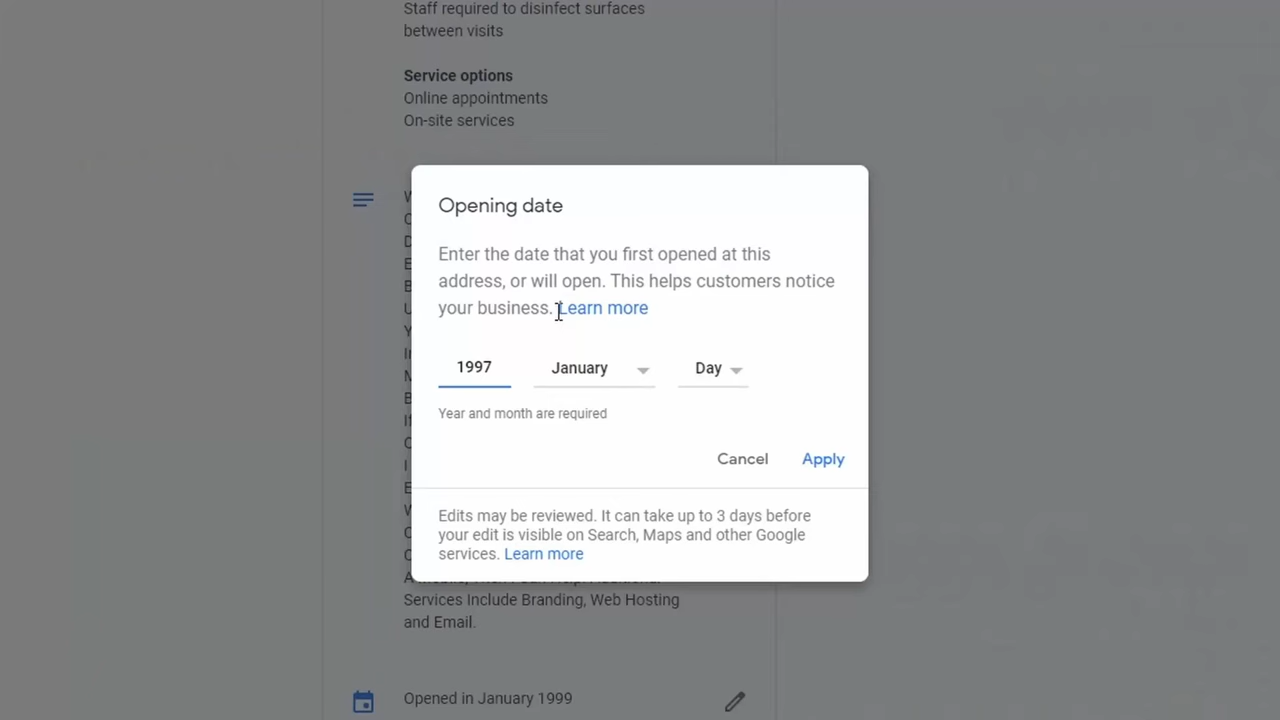 Staff required to disinfect surfaces
between visits
Service options
Online appointments
On-site services
Opening date
Enter the date that you first opened at this
address, or will open. This helps customers notice
your business. Learn more
1997 January Day
Year and month are required
Cancel Apply
Edits may be reviewed. It can take up to 3 days before
your edit is visible on Search, Maps and other Google
services. Learn more
Services Include Branding, Web Hosting
and Email.
Opened in January 1999